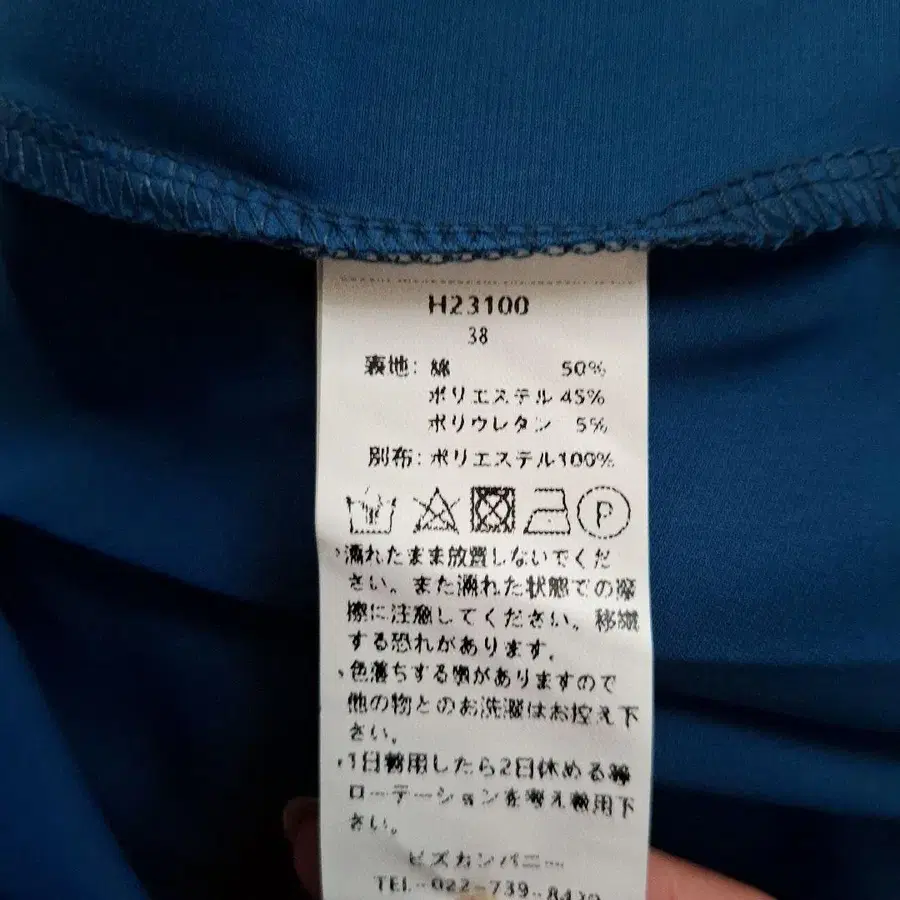 H23100
38
表地: 綿 50%
ポリエステル 45%
ポリウレタン 5%
別布: ポリエステル100%
P
・濡れたまま放置しないでくだ
さい。また濡れた状態での摩
擦に注意してください。移染
する恐れがあります。
・色落ちする事がありますので
他の物とのお洗濯はお控え下
さい。
・1日着用したら2日休める等
ローテーションを考え着用下
さい。
ビズカンパニー
TEL 022-739-8439